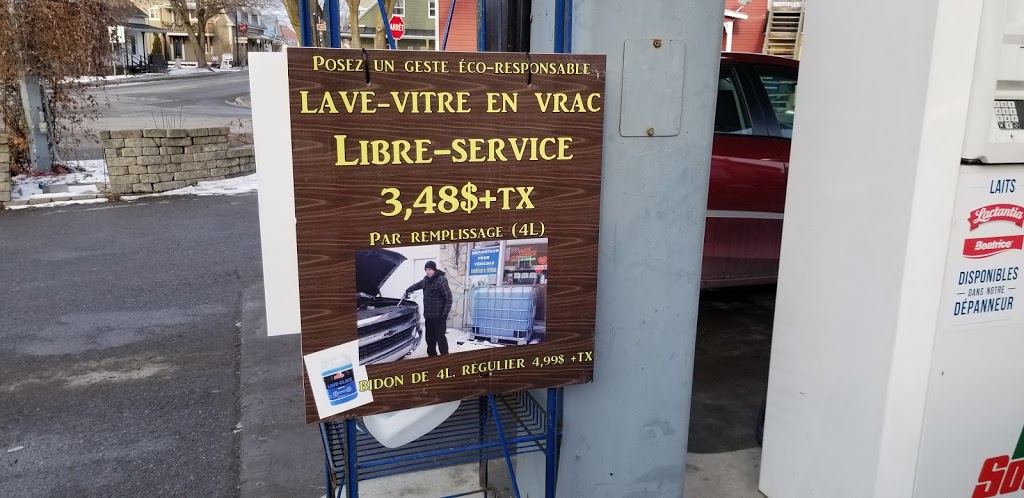 ARRÊT
Posez un geste éco-responsable
LAVE-VITRE EN VRAC
Libre-service
3,48$+TX
Par remplissage (4L)
BIDON DE 4L. RÉGULIER 4,99$ +TX
LAITS
Lactantia
Beatrice
DISPONIBLES
DANS NOTRE
DÉPANNEUR